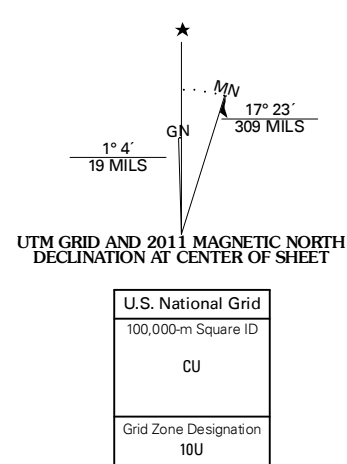 MN
17° 23´
309 MILS
GN
1° 4´
19 MILS
UTM GRID AND 2011 MAGNETIC NORTH
DECLINATION AT CENTER OF SHEET
U.S. National Grid
100,000-m Square ID
CU
Grid Zone Designation
10U